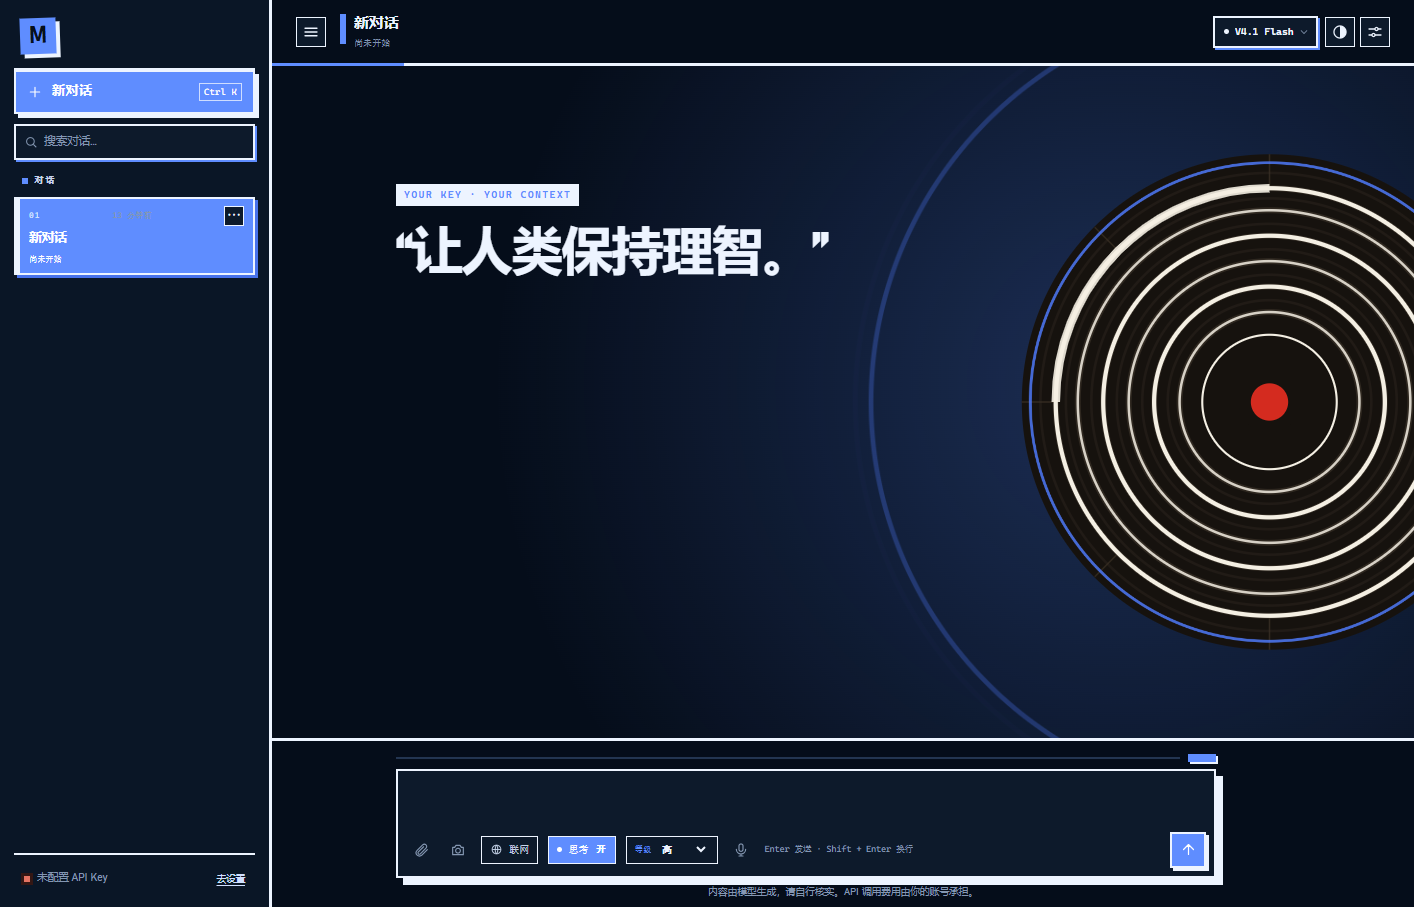 M
新对话
Ctrl K
搜索对话...
对话
01
新对话
尚未开始
未配置 API Key
去设置
新对话
尚未开始
V4.1 Flash
YOUR KEY · YOUR CONTEXT
“让人类保持理智。”
联网
思考 开
等级 高
Enter 发送 · Shift + Enter 换行
内容由模型生成，请自行核实。API 调用费用由你的账号承担。